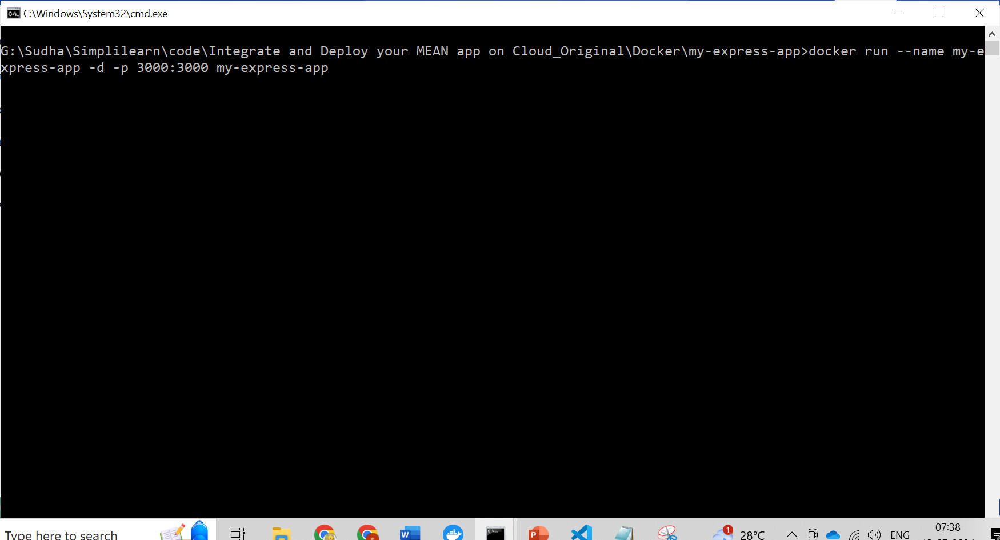 C:\Windows\System32\cmd.exe
G:\Sudha\Simplilearn\code\Integrate and Deploy your MEAN app on Cloud_Original\Docker\my-express-app>docker run --name my-e
xpress-app -d -p 3000:3000 my-express-app
Type here to search
1
28°C
ENG
07:38